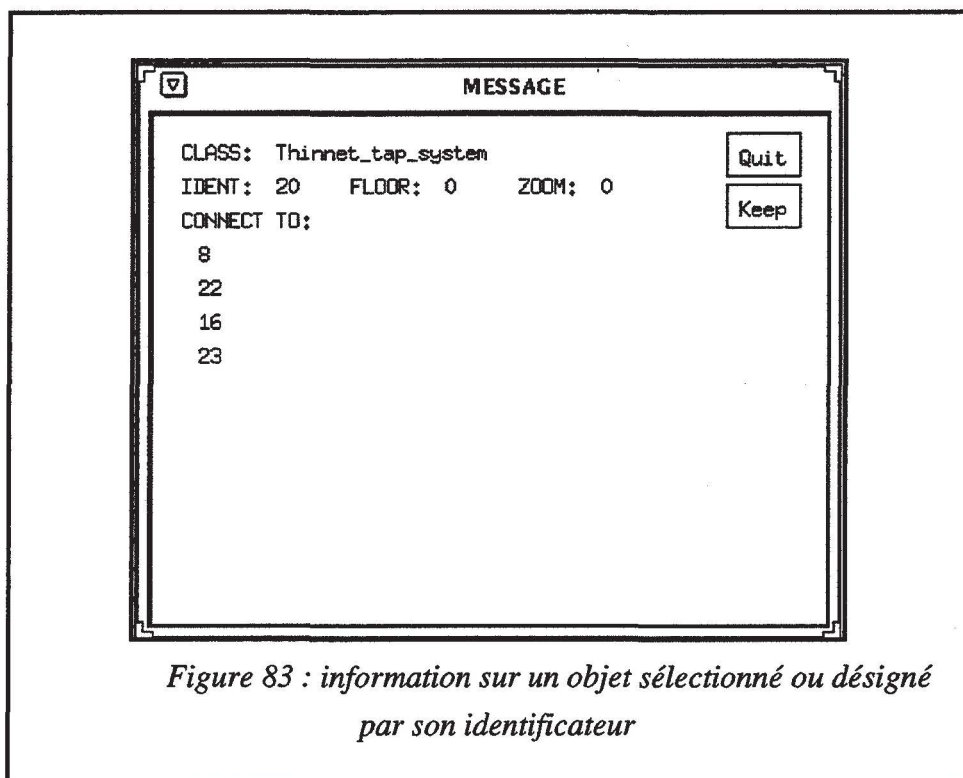 MESSAGE
CLASS: Thinnet_tap_system
IDENT: 20 FLOOR: 0 ZOOM: 0
CONNECT TO:
8
22
16
23
Quit
Keep
Figure 83 : information sur un objet sélectionné ou désigné
par son identificateur